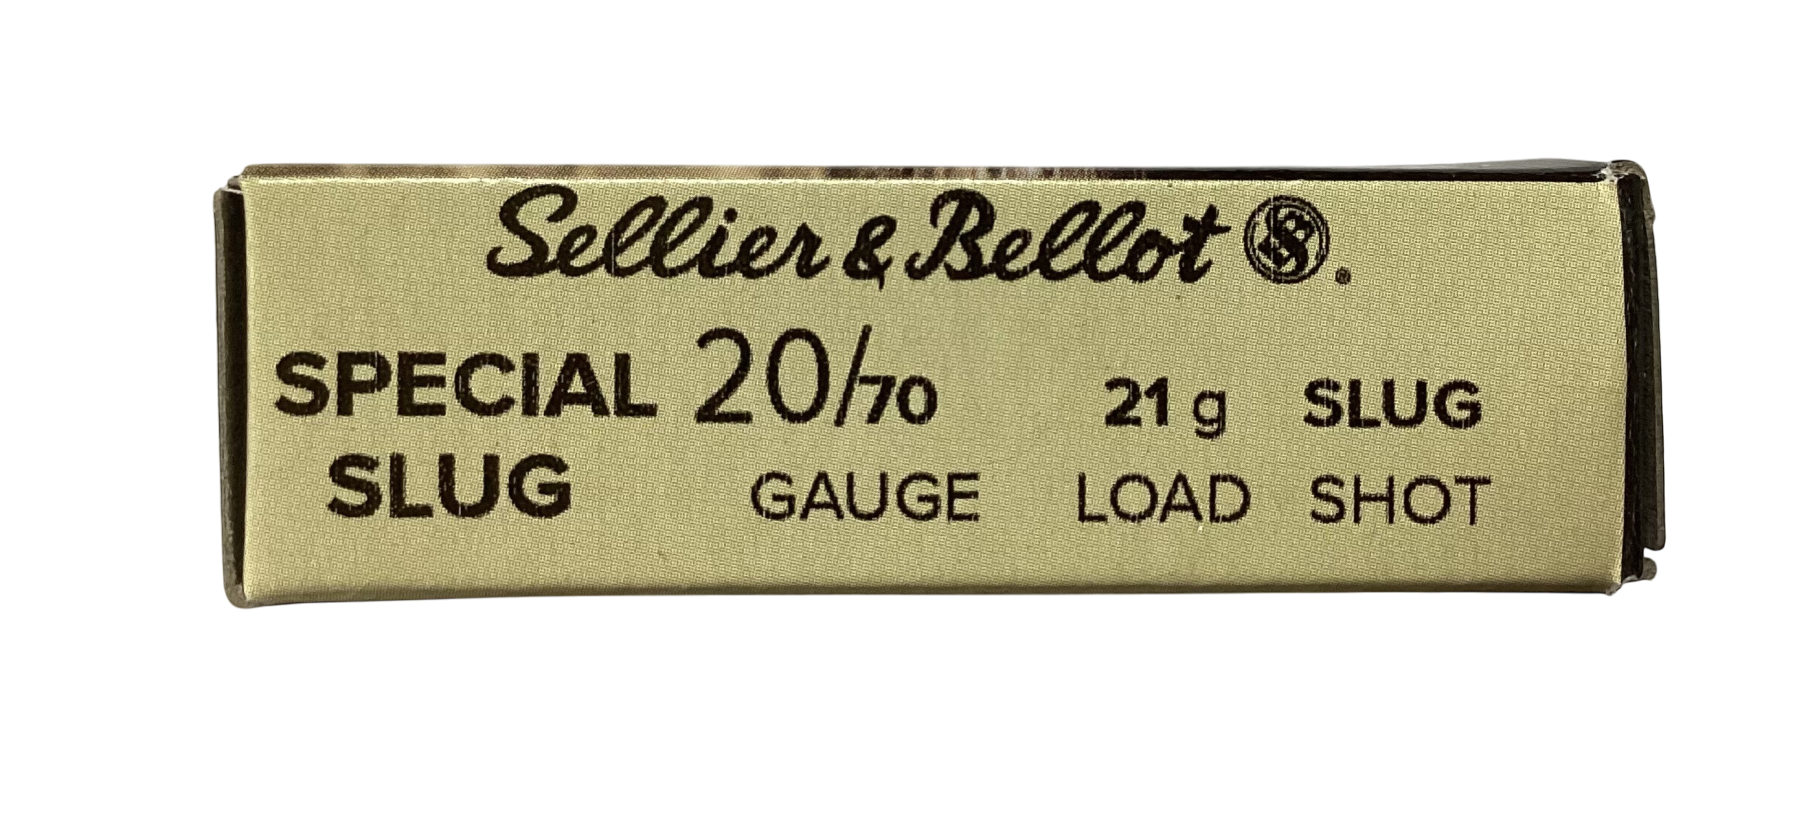 Sellier & Bellot
SPECIAL 20/70 21 g SLUG
SLUG GAUGE LOAD SHOT